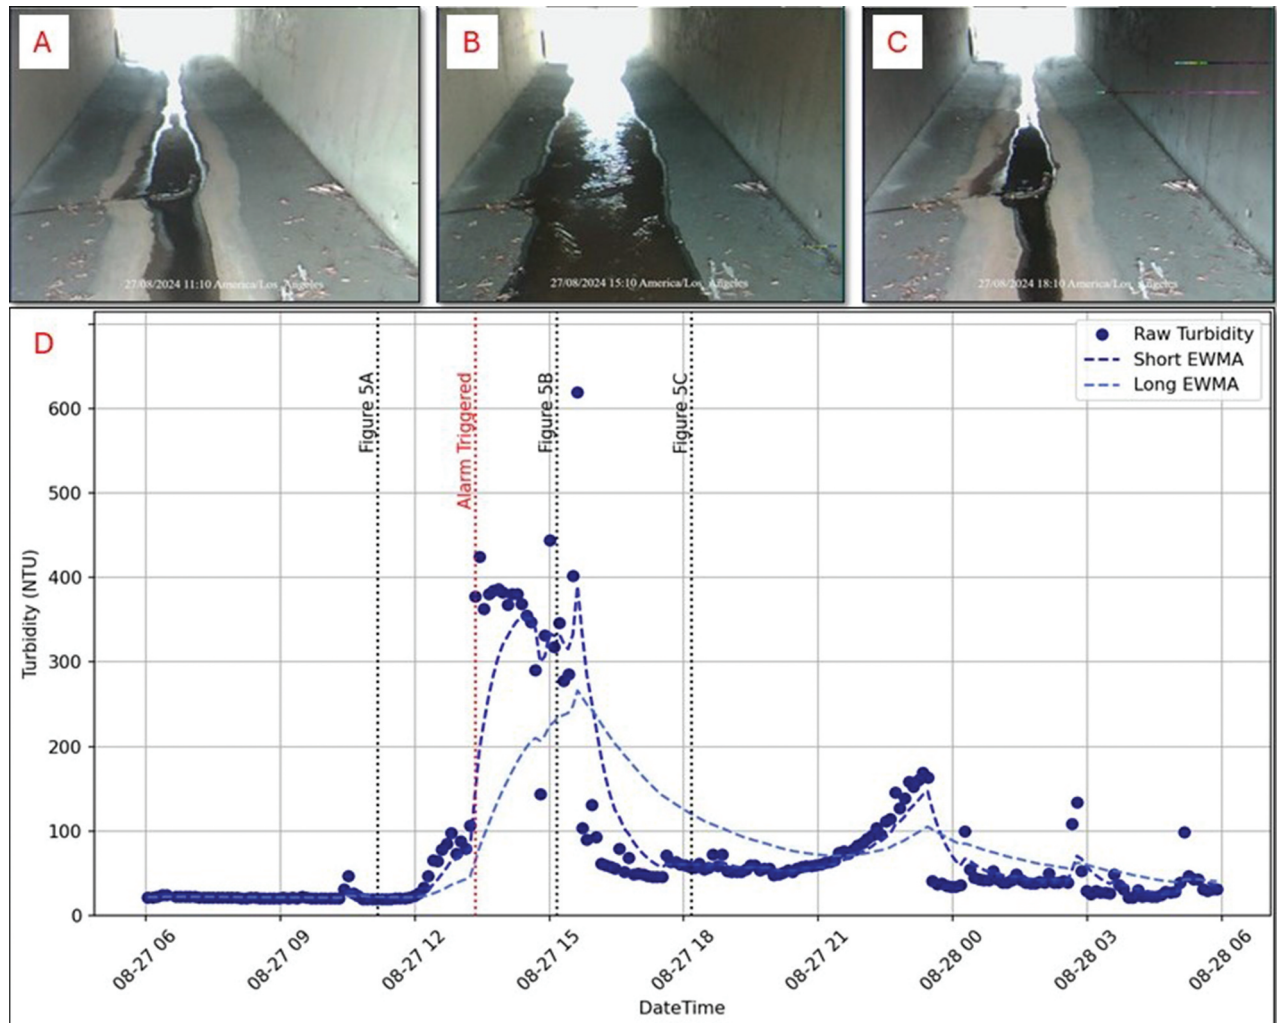 A
B
C
27/08/2024 11:10 America/Los_Angeles
27/08/2024 15:10 America/Los_Angeles
27/08/2024 18:10 America/Los_Angeles
D
Raw Turbidity
Short EWMA
Long EWMA
Figure 5A
Alarm Triggered
Figure 5B
Figure 5C
Turbidity (NTU)
600
500
400
300
200
100
0
08-27 06
08-27 09
08-27 12
08-27 15
08-27 18
08-27 21
08-28 00
08-28 03
08-28 06
DateTime